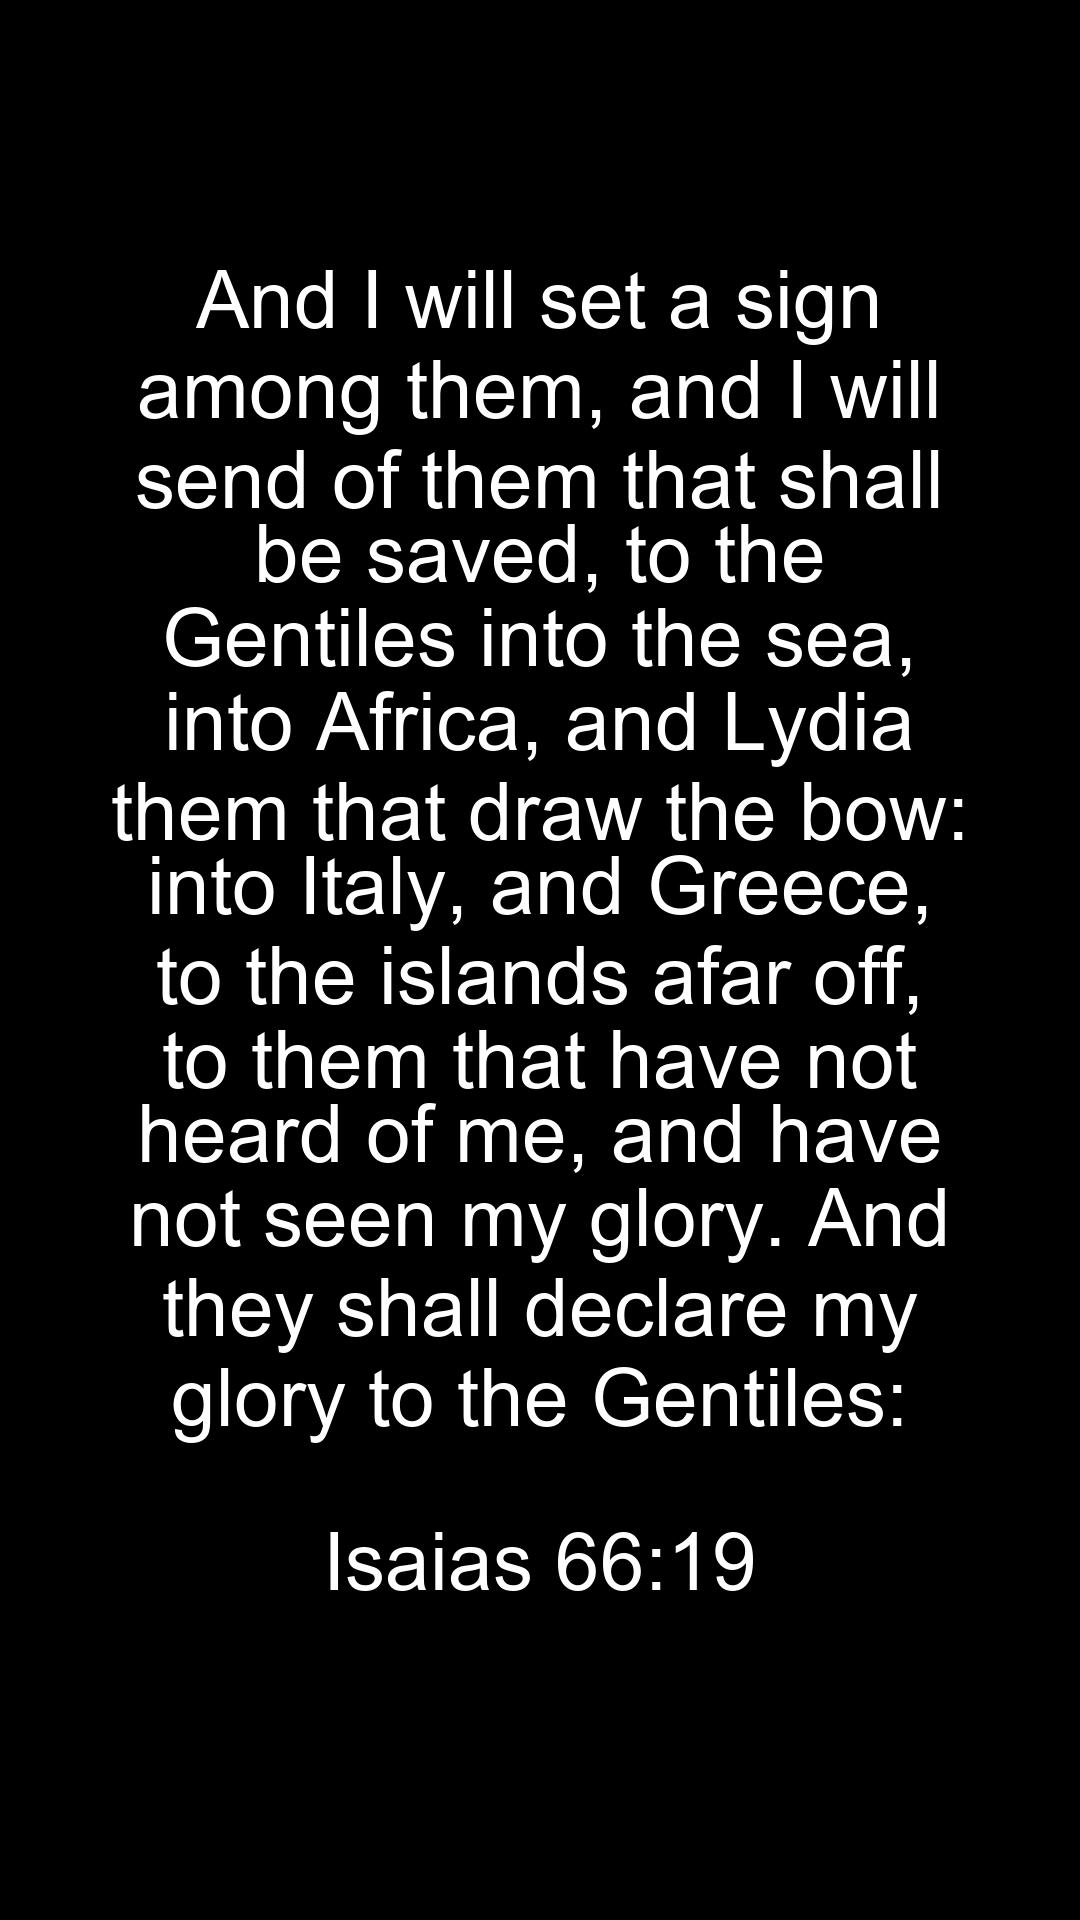 And I will set a sign
among them, and I will
send of them that shall
be saved, to the
Gentiles into the sea,
into Africa, and Lydia
them that draw the bow:
into Italy, and Greece,
to the islands afar off,
to them that have not
heard of me, and have
not seen my glory. And
they shall declare my
glory to the Gentiles:
Isaias 66:19